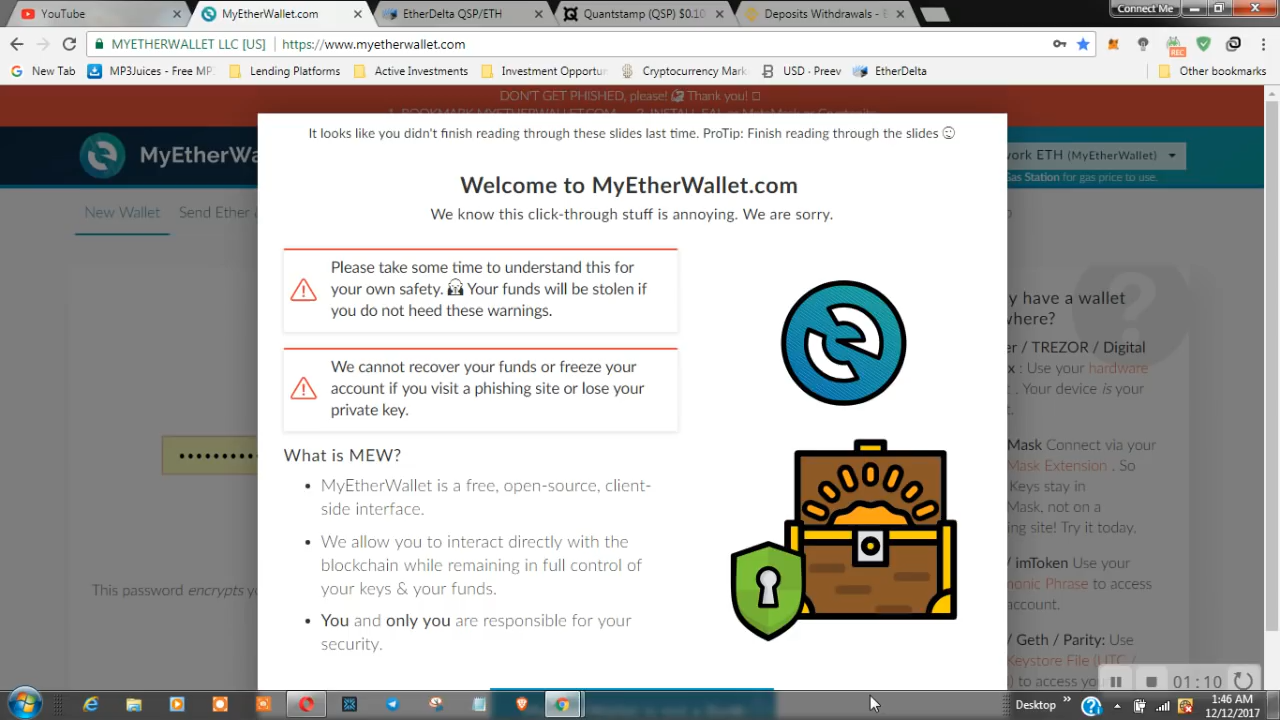 YouTube
MyEtherWallet.com
EtherDelta QSP/ETH
Quantstamp (QSP) $0.10
Deposits Withdrawals -
Connect Me
MYETHERWALLET LLC [US]
https://www.myetherwallet.com
REC
New Tab
MP3Juices - Free MP
Lending Platforms
Active Investments
Investment Opportun
Cryptocurrency Mark
USD · Preev
EtherDelta
Other bookmarks
DON'T GET PHISHED, please! Thank you!
MyEtherWa
work ETH (MyEtherWallet)
Gas Station for gas price to use.
New Wallet
Send Ether &
It looks like you didn't finish reading through these slides last time. ProTip: Finish reading through the slides
Welcome to MyEtherWallet.com
We know this click-through stuff is annoying. We are sorry.
Please take some time to understand this for
your own safety. Your funds will be stolen if
you do not heed these warnings.
We cannot recover your funds or freeze your
account if you visit a phishing site or lose your
private key.
What is MEW?
• MyEtherWallet is a free, open-source, client-
side interface.
• We allow you to interact directly with the
blockchain while remaining in full control of
your keys & your funds.
• You and only you are responsible for your
security.
This password encrypts yo
y have a wallet
where?
er / TREZOR / Digital
x : Use your hardware
. Your device is your
t.
Mask Connect via your
Mask Extension . So
Keys stay in
Mask, not on a
ing site! Try it today.
/ imToken Use your
monic Phrase to access
account.
/ Geth / Parity: Use
Keystore File (UTC /
) to access you
01:10
Desktop
1:46 AM
12/12/2017